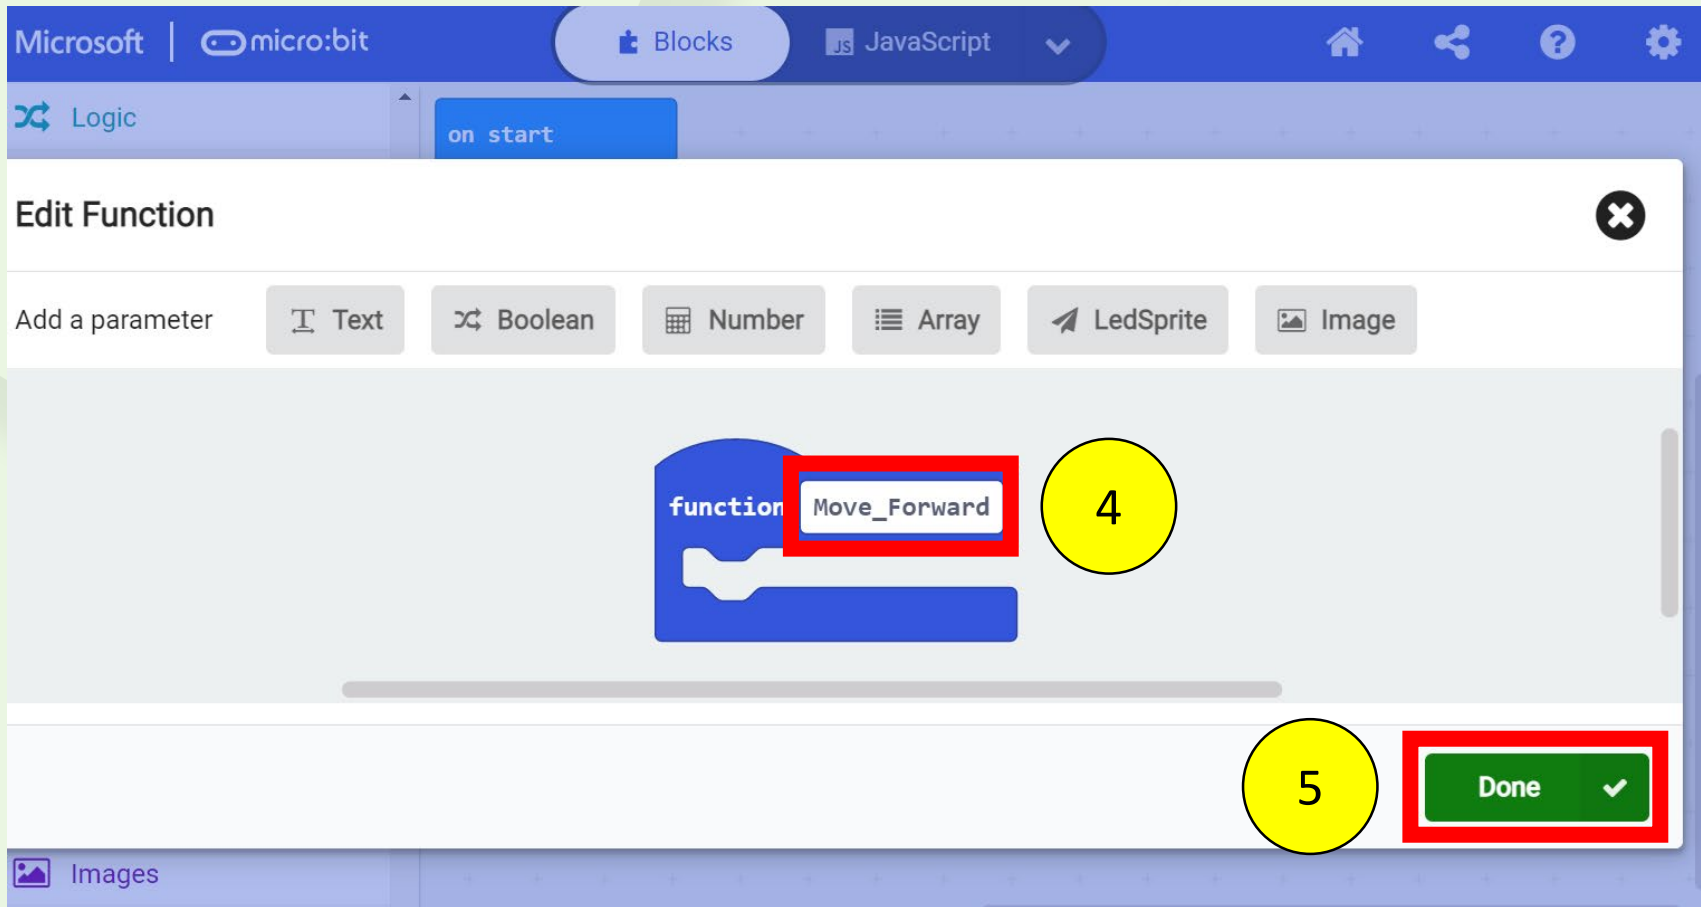 Microsoft micro:bit Blocks JS JavaScript
Logic
on start
Edit Function
Add a parameter Text Boolean Number Array LedSprite Image
function Move_Forward 4
5 Done
Images